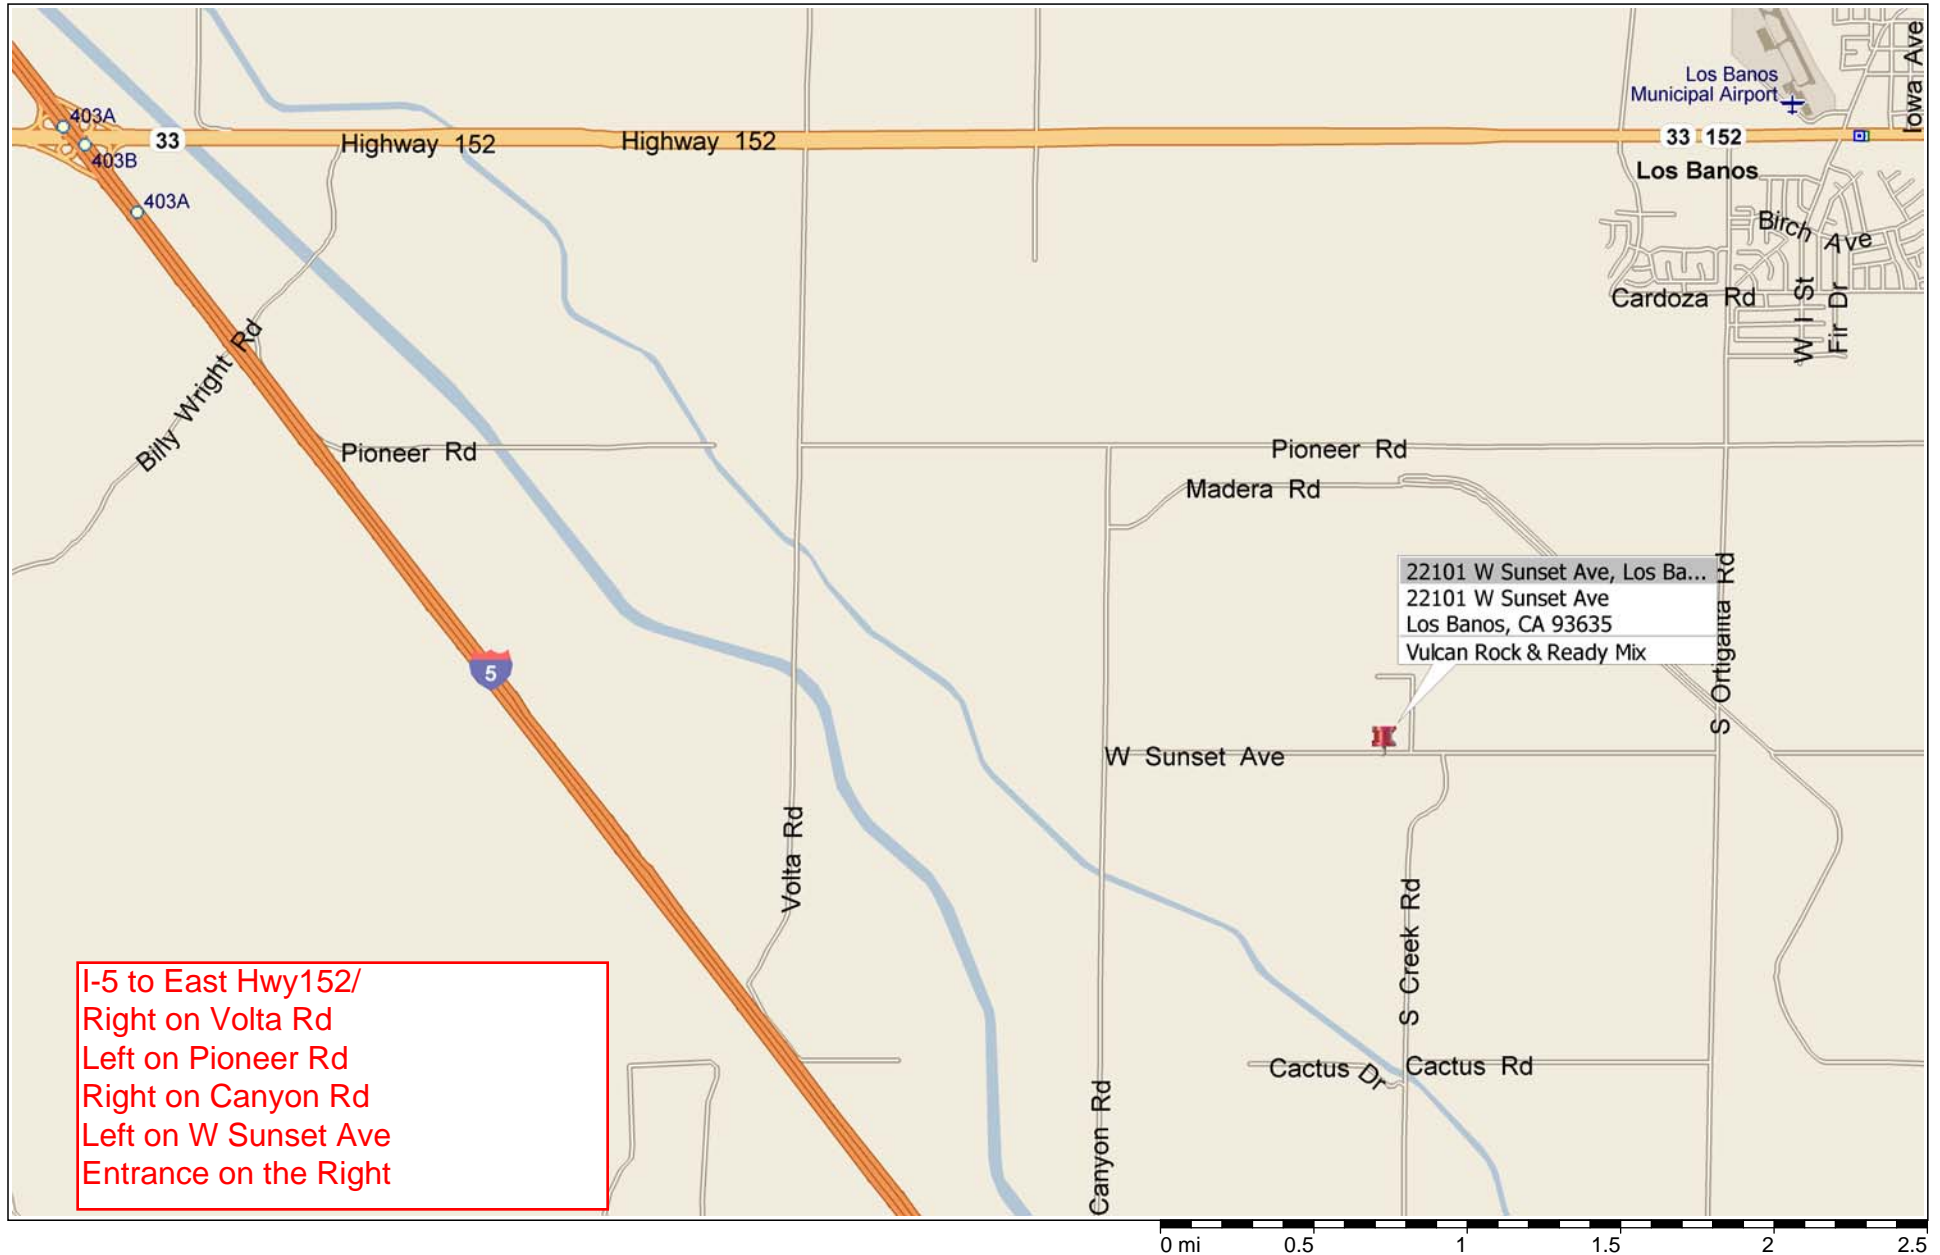 Los Banos
Municipal Airport
Iowa Ave
403A
33
Highway 152
Highway 152
33 152
403B
Los Banos
403A
Birch Ave
Cardoza Rd
W I St
Fir Dr
Billy Wright Rd
Pioneer Rd
Pioneer Rd
Madera Rd
22101 W Sunset Ave, Los Ba...
22101 W Sunset Ave
Los Banos, CA 93635
Vulcan Rock & Ready Mix
S Ortigalita Rd
5
W Sunset Ave
Volta Rd
S Creek Rd
I-5 to East Hwy152/
Right on Volta Rd
Left on Pioneer Rd
Right on Canyon Rd
Left on W Sunset Ave
Entrance on the Right
Cactus Dr
Cactus Rd
Canyon Rd
0 mi 0.5 1 1.5 2 2.5